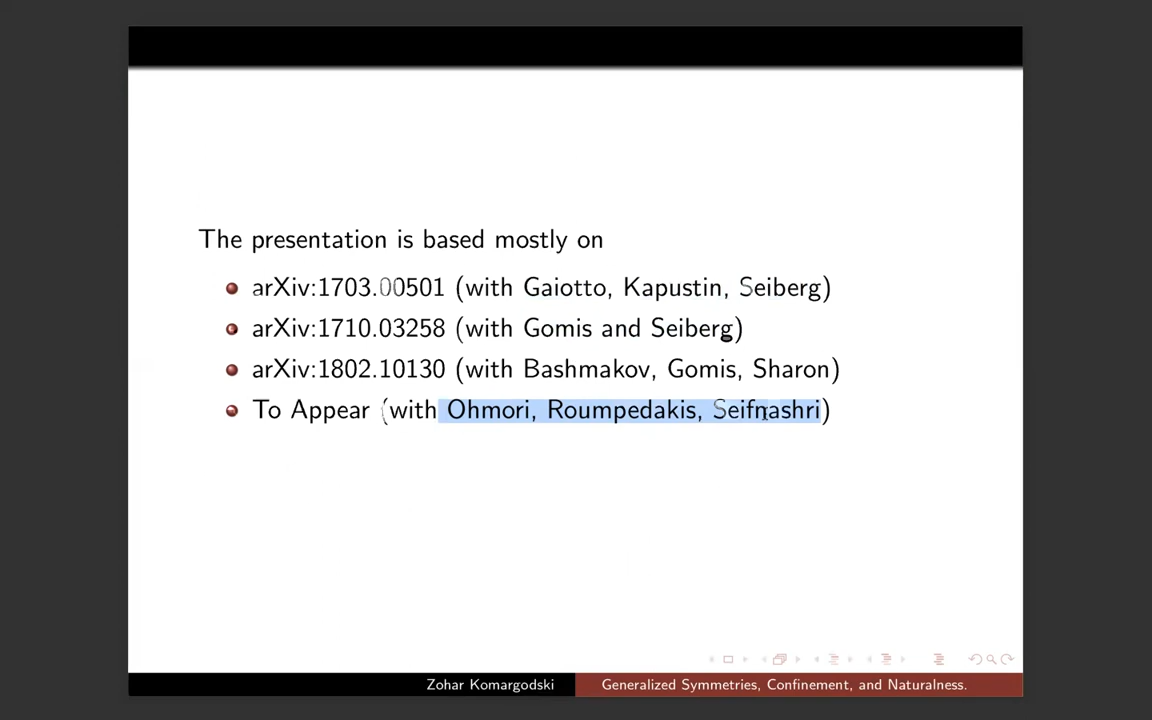 The presentation is based mostly on
arXiv:1703.00501 (with Gaiotto, Kapustin, Seiberg)
arXiv:1710.03258 (with Gomis and Seiberg)
arXiv:1802.10130 (with Bashmakov, Gomis, Sharon)
To Appear (with Ohmori, Roumpedakis, Seifnashri)
Zohar Komargodski
Generalized Symmetries, Confinement, and Naturalness.